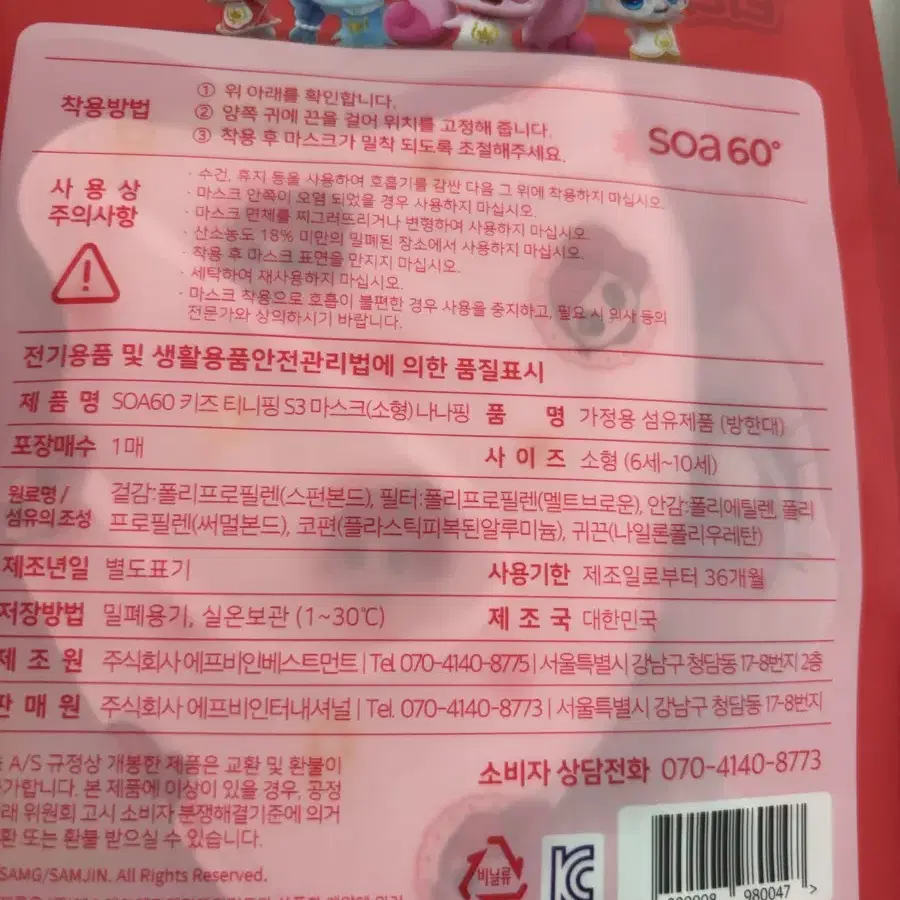 착용방법
① 위 아래를 확인합니다.
② 양쪽 귀에 끈을 걸어 위치를 고정해 줍니다.
③ 착용 후 마스크가 밀착 되도록 조절해주세요.
soa60°
사용상
주의사항
· 수건, 휴지 등을 사용하여 호흡기를 감싼 다음 그 위에 착용하지 마십시오.
· 마스크 안쪽이 오염 되었을 경우 사용하지 마십시오.
· 마스크 면체를 찌그러뜨리거나 변형하여 사용하지 마십시오.
· 산소농도 18% 미만의 밀폐된 장소에서 사용하지 마십시오.
· 착용 후 마스크 표면을 만지지 마십시오.
· 세탁하여 재사용하지 마십시오.
· 마스크 착용으로 호흡이 불편한 경우 사용을 중지하고, 필요 시 의사 등의
전문가와 상의하시기 바랍니다.
전기용품 및 생활용품안전관리법에 의한 품질표시
제 품 명 SOA60 키즈 티니핑 S3 마스크(소형) 나나핑 품 명 가정용 섬유제품 (방한대)
포장매수 1매 사 이 즈 소형 (6세~10세)
원료명 / 겉감:폴리프로필렌(스펀본드), 필터:폴리프로필렌(멜트브로운), 안감:폴리에틸렌, 폴리
섬유의 조성 프로필렌(써멀본드), 코편(플라스틱피복된알루미늄), 귀끈(나일론폴리우레탄)
제조년일 별도표기 사용기한 제조일로부터 36개월
저장방법 밀폐용기, 실온보관 (1~30℃) 제 조 국 대한민국
제 조 원 주식회사 에프비인베스트먼트 | Tel. 070-4140-8775 | 서울특별시 강남구 청담동 17-8번지 2층
판 매 원 주식회사 에프비인터내셔널 | Tel. 070-4140-8773 | 서울특별시 강남구 청담동 17-8번지
A/S 규정상 개봉한 제품은 교환 및 환불이
가합니다. 본 제품에 이상이 있을 경우, 공정
래 위원회 고시 소비자 분쟁해결기준에 의거
환 또는 환불 받으실 수 있습니다.
소비자 상담전화 070-4140-8773
SAMG/SAMJIN. All Rights Reserved.
비닐류
980047 >